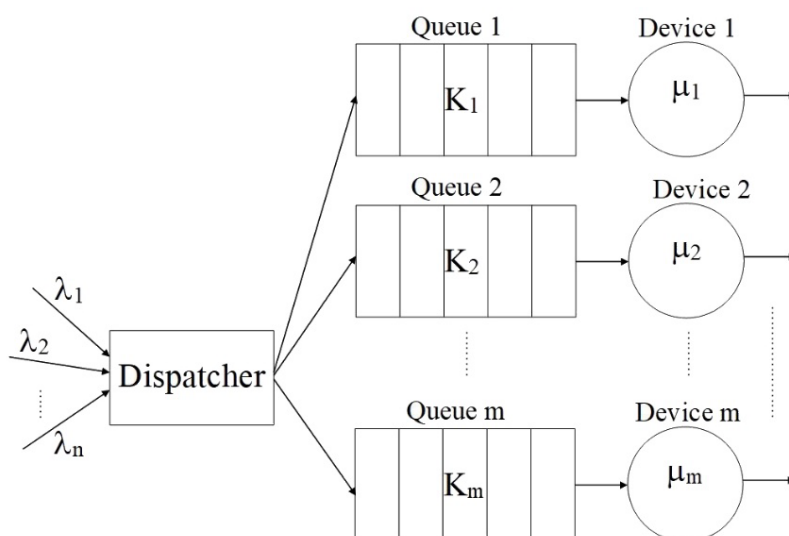 Queue 1
Device 1
K₁
μ₁
Queue 2
Device 2
K₂
μ₂
λ₁
λ₂
λₙ
Dispatcher
Queue m
Device m
Kₘ
μₘ